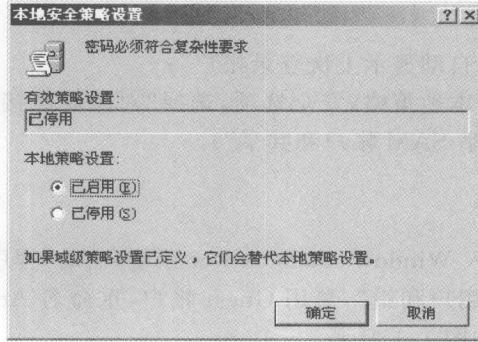 本地安全策略设置
密码必须符合复杂性要求
有效策略设置:
已停用
本地策略设置:
已启用(E)
已停用(S)
如果域级策略设置已定义，它们会替代本地策略设置。
确定
取消